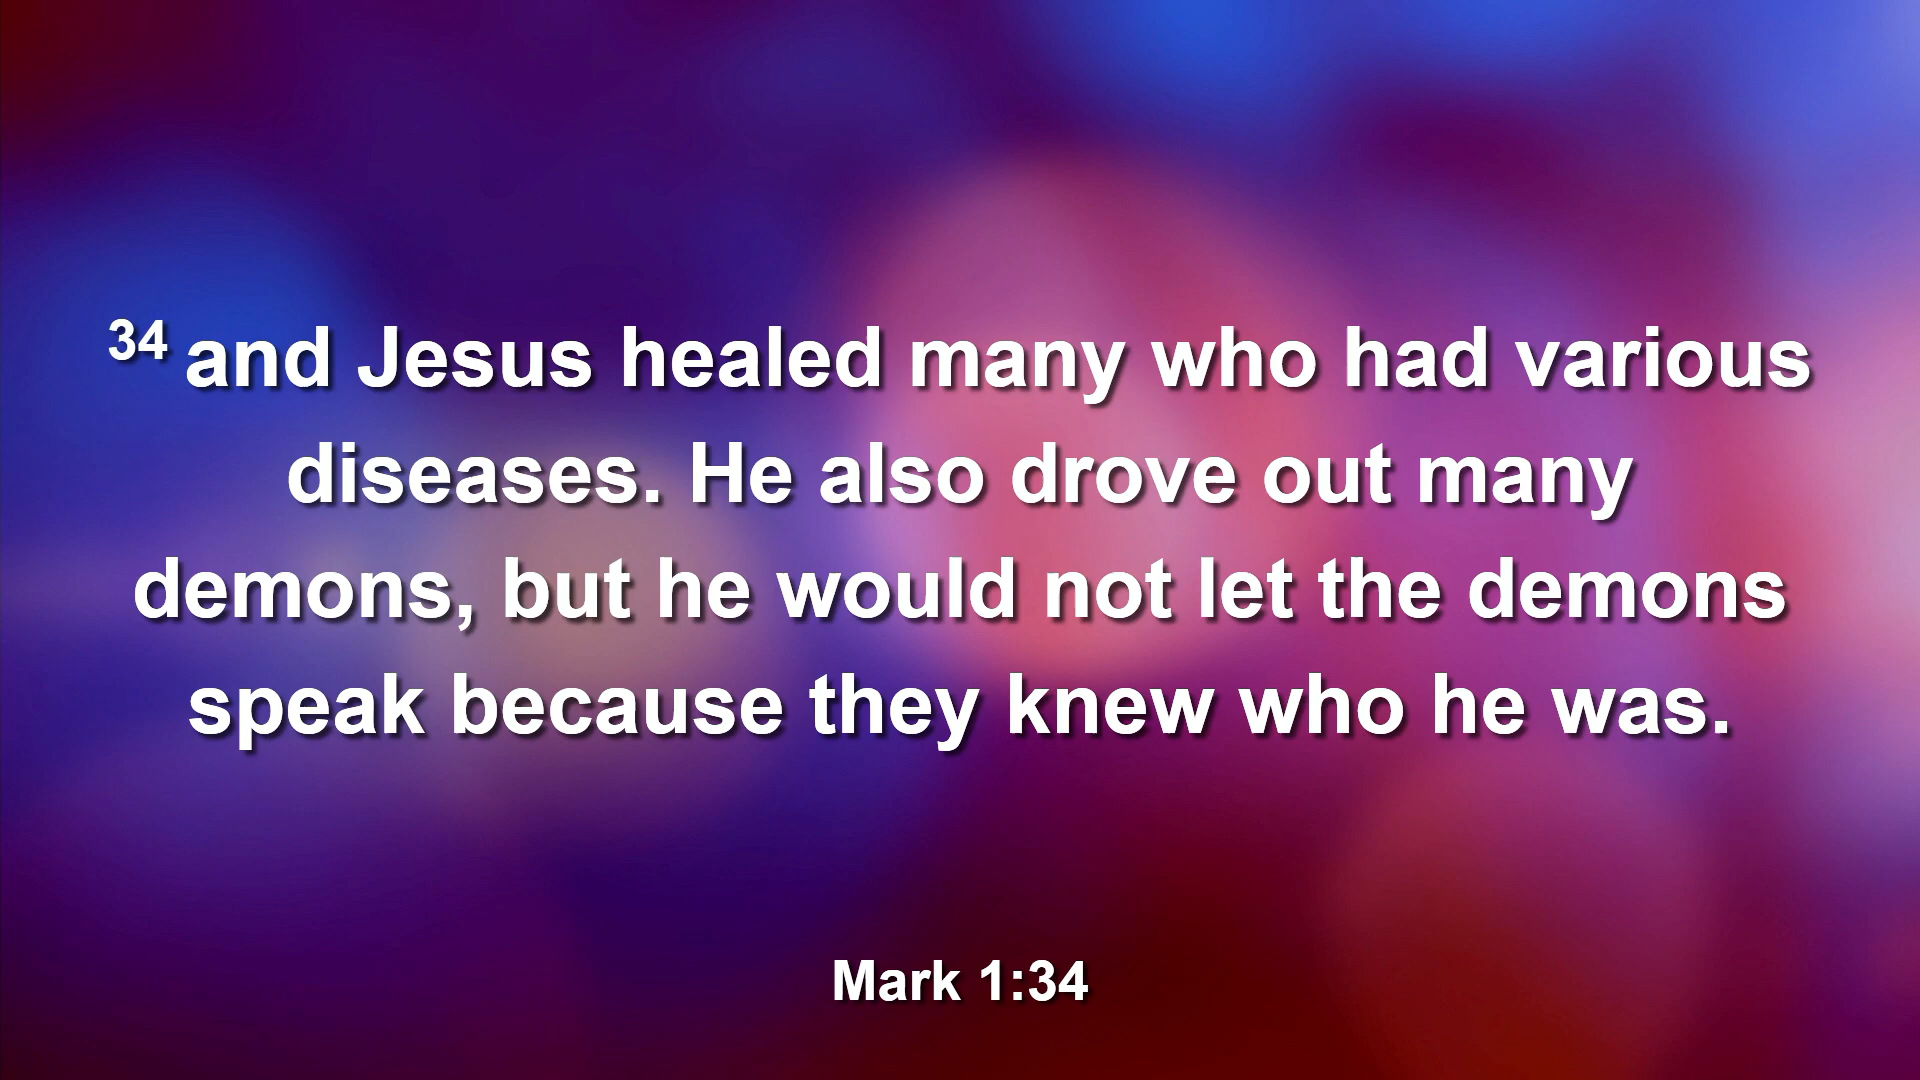 34 and Jesus healed many who had various
diseases. He also drove out many
demons, but he would not let the demons
speak because they knew who he was.
Mark 1:34